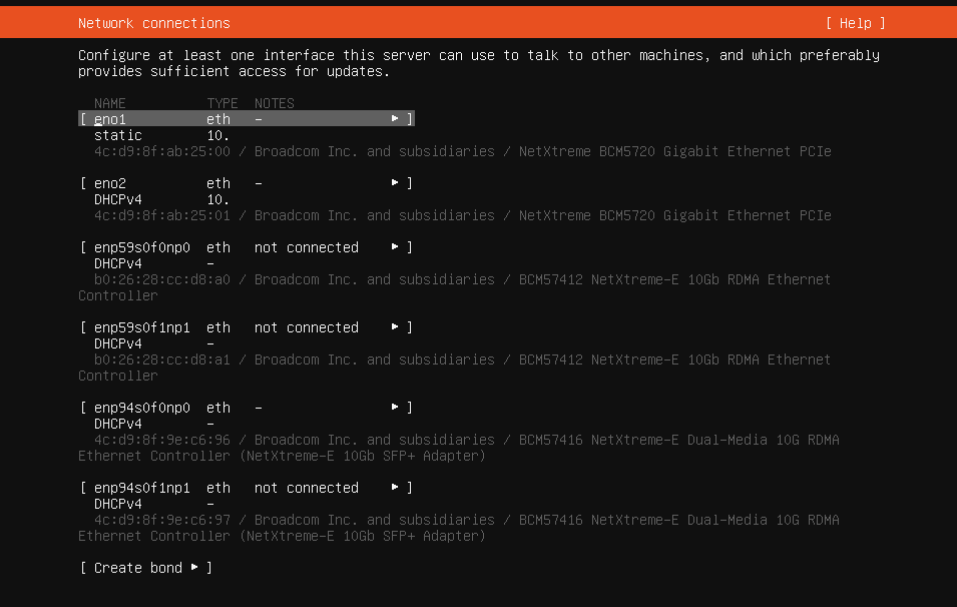 Network connections [ Help ]
Configure at least one interface this server can use to talk to other machines, and which preferably
provides sufficient access for updates.
NAME TYPE NOTES
[ eno1 eth - ▸ ]
static 10.
4c:d9:8f:ab:25:00 / Broadcom Inc. and subsidiaries / NetXtreme BCM5720 Gigabit Ethernet PCIe
[ eno2 eth - ▸ ]
DHCPv4 10.
4c:d9:8f:ab:25:01 / Broadcom Inc. and subsidiaries / NetXtreme BCM5720 Gigabit Ethernet PCIe
[ enp59s0f0np0 eth not connected ▸ ]
DHCPv4 -
b0:26:28:cc:d8:a0 / Broadcom Inc. and subsidiaries / BCM57412 NetXtreme-E 10Gb RDMA Ethernet
Controller
[ enp59s0f1np1 eth not connected ▸ ]
DHCPv4 -
b0:26:28:cc:d8:a1 / Broadcom Inc. and subsidiaries / BCM57412 NetXtreme-E 10Gb RDMA Ethernet
Controller
[ enp94s0f0np0 eth - ▸ ]
DHCPv4 -
4c:d9:8f:9e:c6:96 / Broadcom Inc. and subsidiaries / BCM57416 NetXtreme-E Dual-Media 10G RDMA
Ethernet Controller (NetXtreme-E 10Gb SFP+ Adapter)
[ enp94s0f1np1 eth not connected ▸ ]
DHCPv4 -
4c:d9:8f:9e:c6:97 / Broadcom Inc. and subsidiaries / BCM57416 NetXtreme-E Dual-Media 10G RDMA
Ethernet Controller (NetXtreme-E 10Gb SFP+ Adapter)
[ Create bond ▸ ]